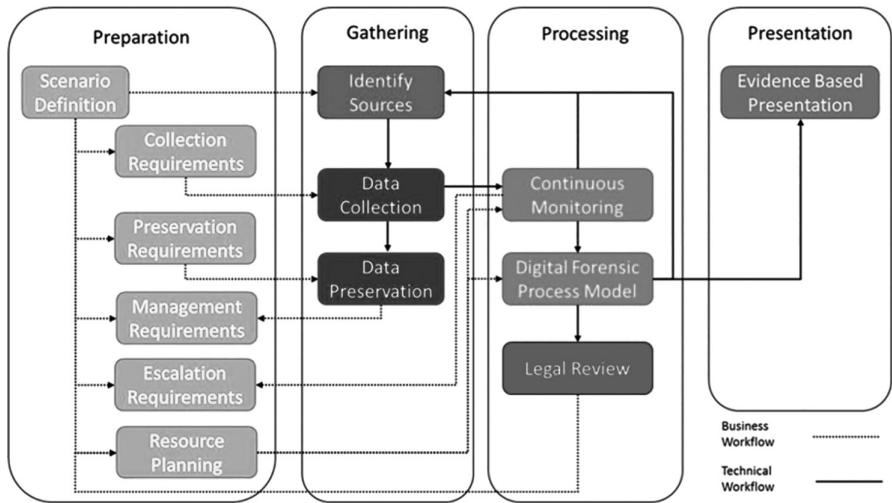 Preparation
Scenario
Definition
Collection
Requirements
Preservation
Requirements
Management
Requirements
Escalation
Requirements
Resource
Planning
Gathering
Identify
Sources
Data
Collection
Data
Preservation
Processing
Continuous
Monitoring
Digital Forensic
Process Model
Legal Review
Presentation
Evidence Based
Presentation
Business
Workflow
Technical
Workflow